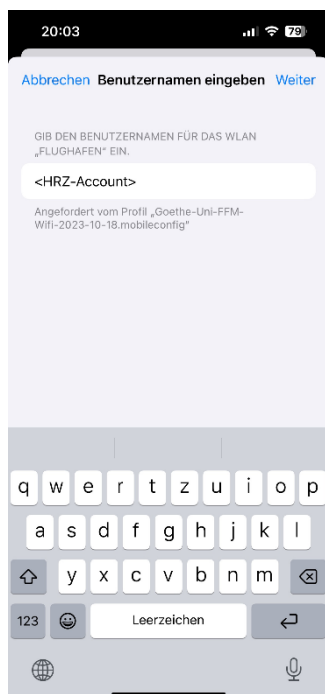 20:03
79
Abbrechen Benutzernamen eingeben Weiter
GIB DEN BENUTZERNAMEN FÜR DAS WLAN
„FLUGHAFEN“ EIN.
<HRZ-Account>
Angefordert vom Profil „Goethe-Uni-FFM-
Wifi-2023-10-18.mobileconfig“
q w e r t z u i o p
a s d f g h j k l
y x c v b n m
123 Leerzeichen